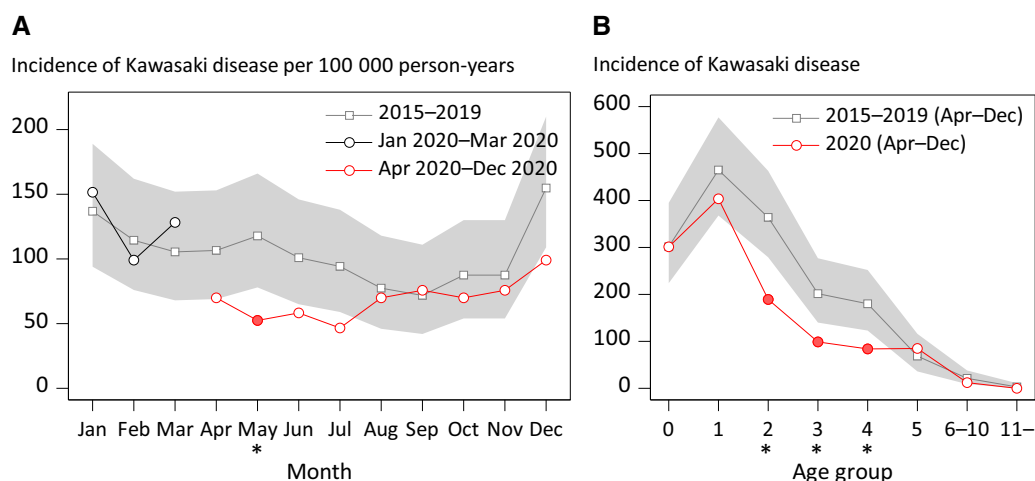 A
Incidence of Kawasaki disease per 100 000 person-years
200
150
100
50
0
2015–2019
Jan 2020–Mar 2020
Apr 2020–Dec 2020
Jan Feb Mar Apr May Jun Jul Aug Sep Oct Nov Dec
*
Month
B
Incidence of Kawasaki disease
600
500
400
300
200
100
0
2015–2019 (Apr–Dec)
2020 (Apr–Dec)
0 1 2 3 4 5 6–10 11–
* * *
Age group